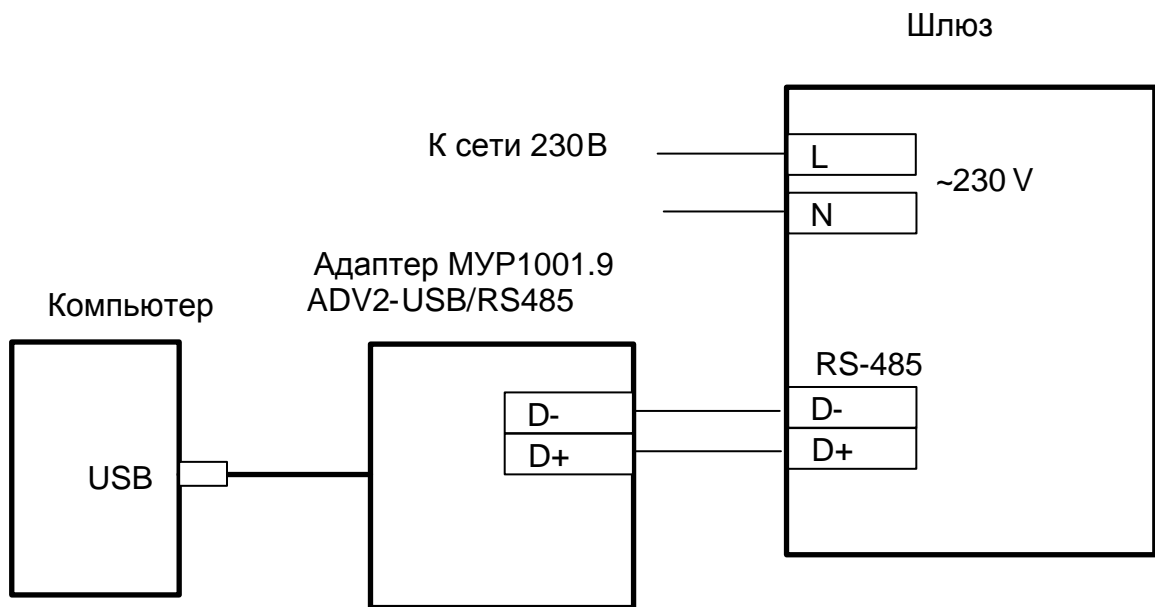 Шлюз
К сети 230В
L
~230 V
N
Адаптер МУР1001.9
ADV2-USB/RS485
Компьютер
RS-485
D-
D-
D+
D+
USB